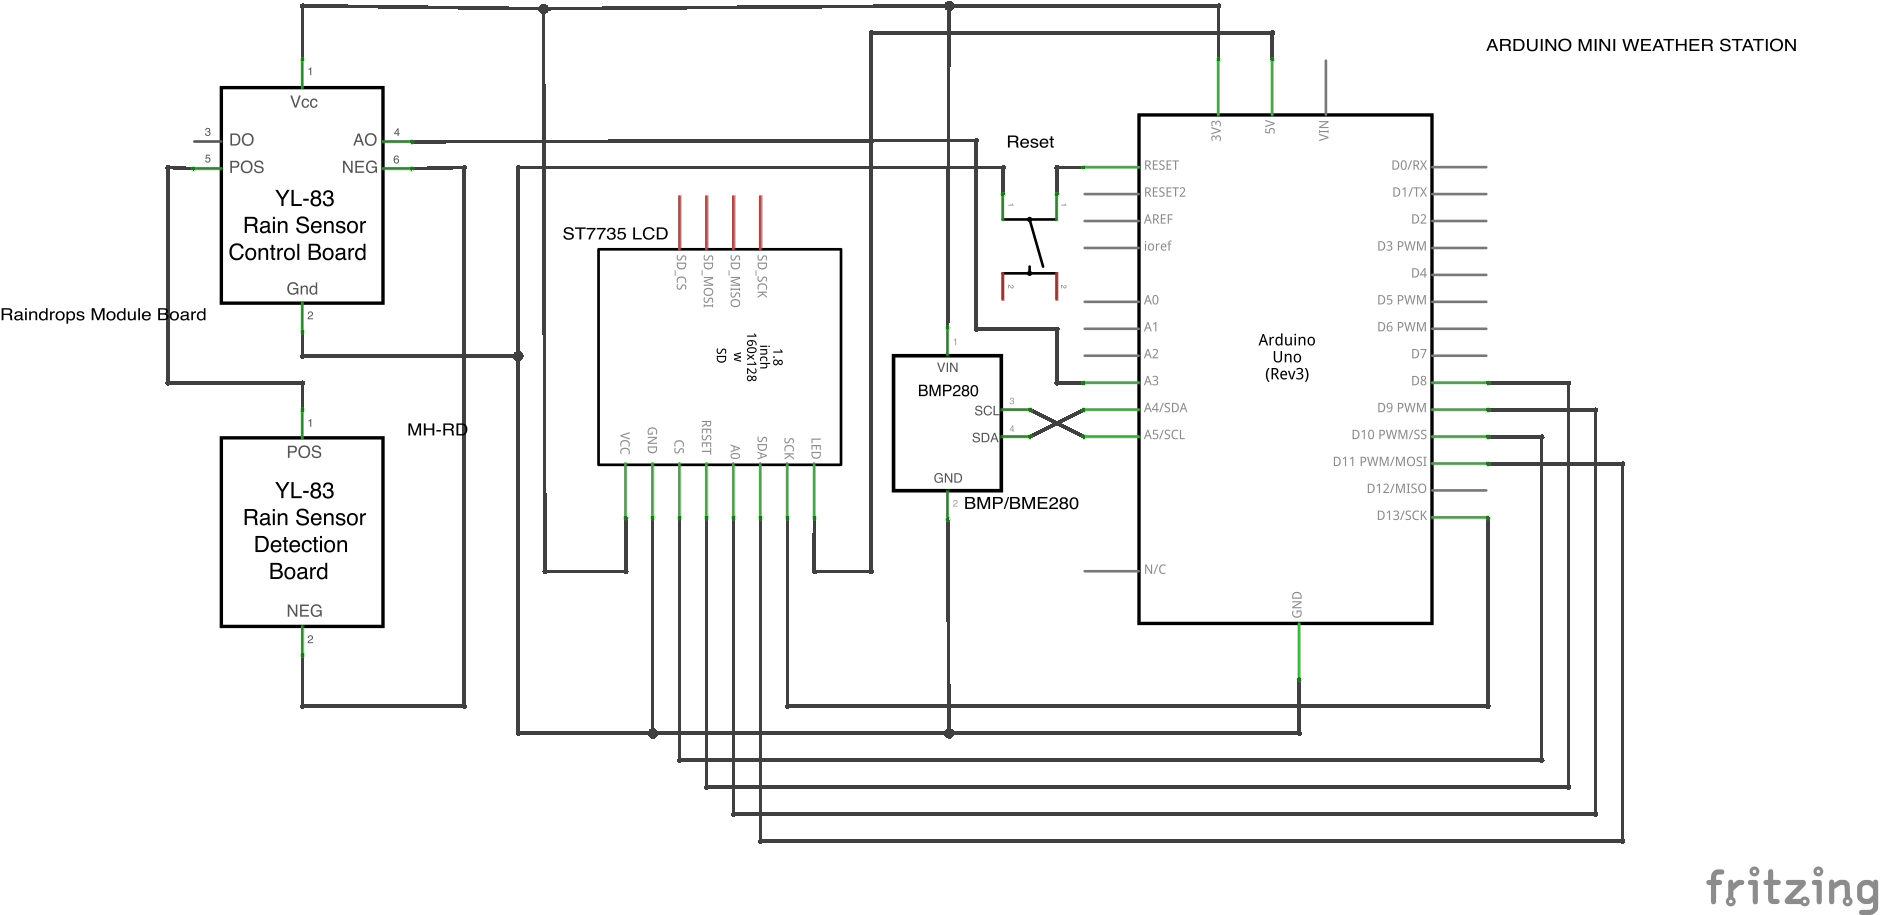 ARDUINO MINI WEATHER STATION
1
Vcc
3
DO
AO
4
5
POS
NEG
6
YL-83
Rain Sensor
Control Board
Gnd
2
Raindrops Module Board
1
POS
MH-RD
YL-83
Rain Sensor
Detection
Board
NEG
2
ST7735 LCD
SD_CS
SD_MOSI
SD_MISO
SD_SCK
1.8
inch
160x128
w
SD
VCC
GND
CS
RESET
A0
SDA
SCK
LED
Reset
1
1
2
2
1
VIN
BMP280
SCL
3
SDA
4
GND
2
BMP/BME280
3V3
5V
VIN
RESET
RESET2
AREF
ioref
A0
A1
A2
A3
A4/SDA
A5/SCL
N/C
Arduino
Uno
(Rev3)
D0/RX
D1/TX
D2
D3 PWM
D4
D5 PWM
D6 PWM
D7
D8
D9 PWM
D10 PWM/SS
D11 PWM/MOSI
D12/MISO
D13/SCK
GND
fritzing